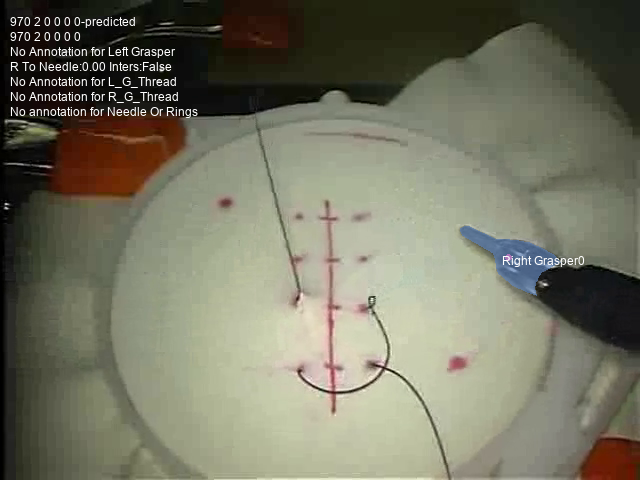 970 2 0 0 0 0-predicted
970 2 0 0 0 0
No Annotation for Left Grasper
R To Needle:0.00 Inters:False
No Annotation for L_G_Thread
No Annotation for R_G_Thread
No annotation for Needle Or Rings
Right Grasper0